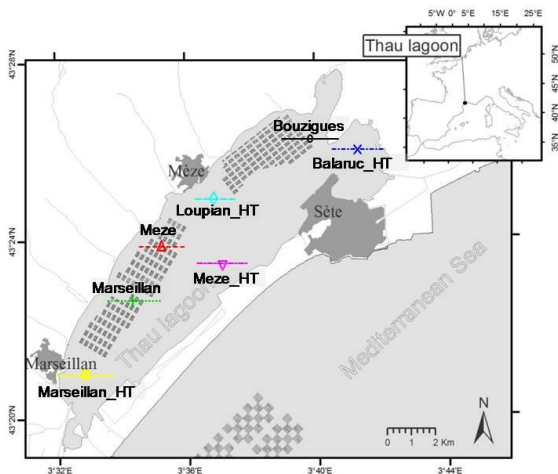 5°W 0° 5°E 10°E 15°E 20°E 25°E
Thau lagoon
50°N
45°N
40°N
35°N
43°28'N
43°24'N
43°20'N
Bouzigues
Balaruc_HT
Mèze
Loupian_HT
Sète
Meze
Meze_HT
Marseillan
Thau lagoon
Mediterranean Sea
Marseillan
Marseillan_HT
N
0 1 2 Km
3°32'E 3°36'E 3°40'E 3°44'E